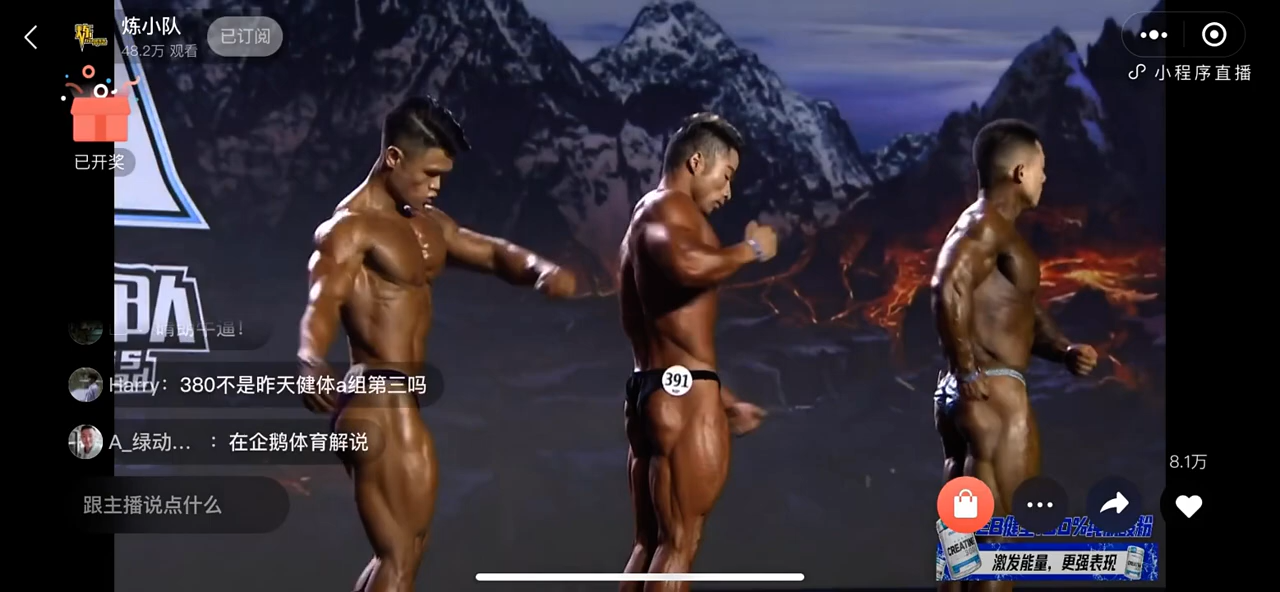 炼小队
48.2万 观看
已订阅
小程序直播
已开奖
Harry：380不是昨天健体a组第三吗
A_绿动...：在企鹅体育解说
跟主播说点什么
391
8.1万
CREATINE
激发能量，更强表现